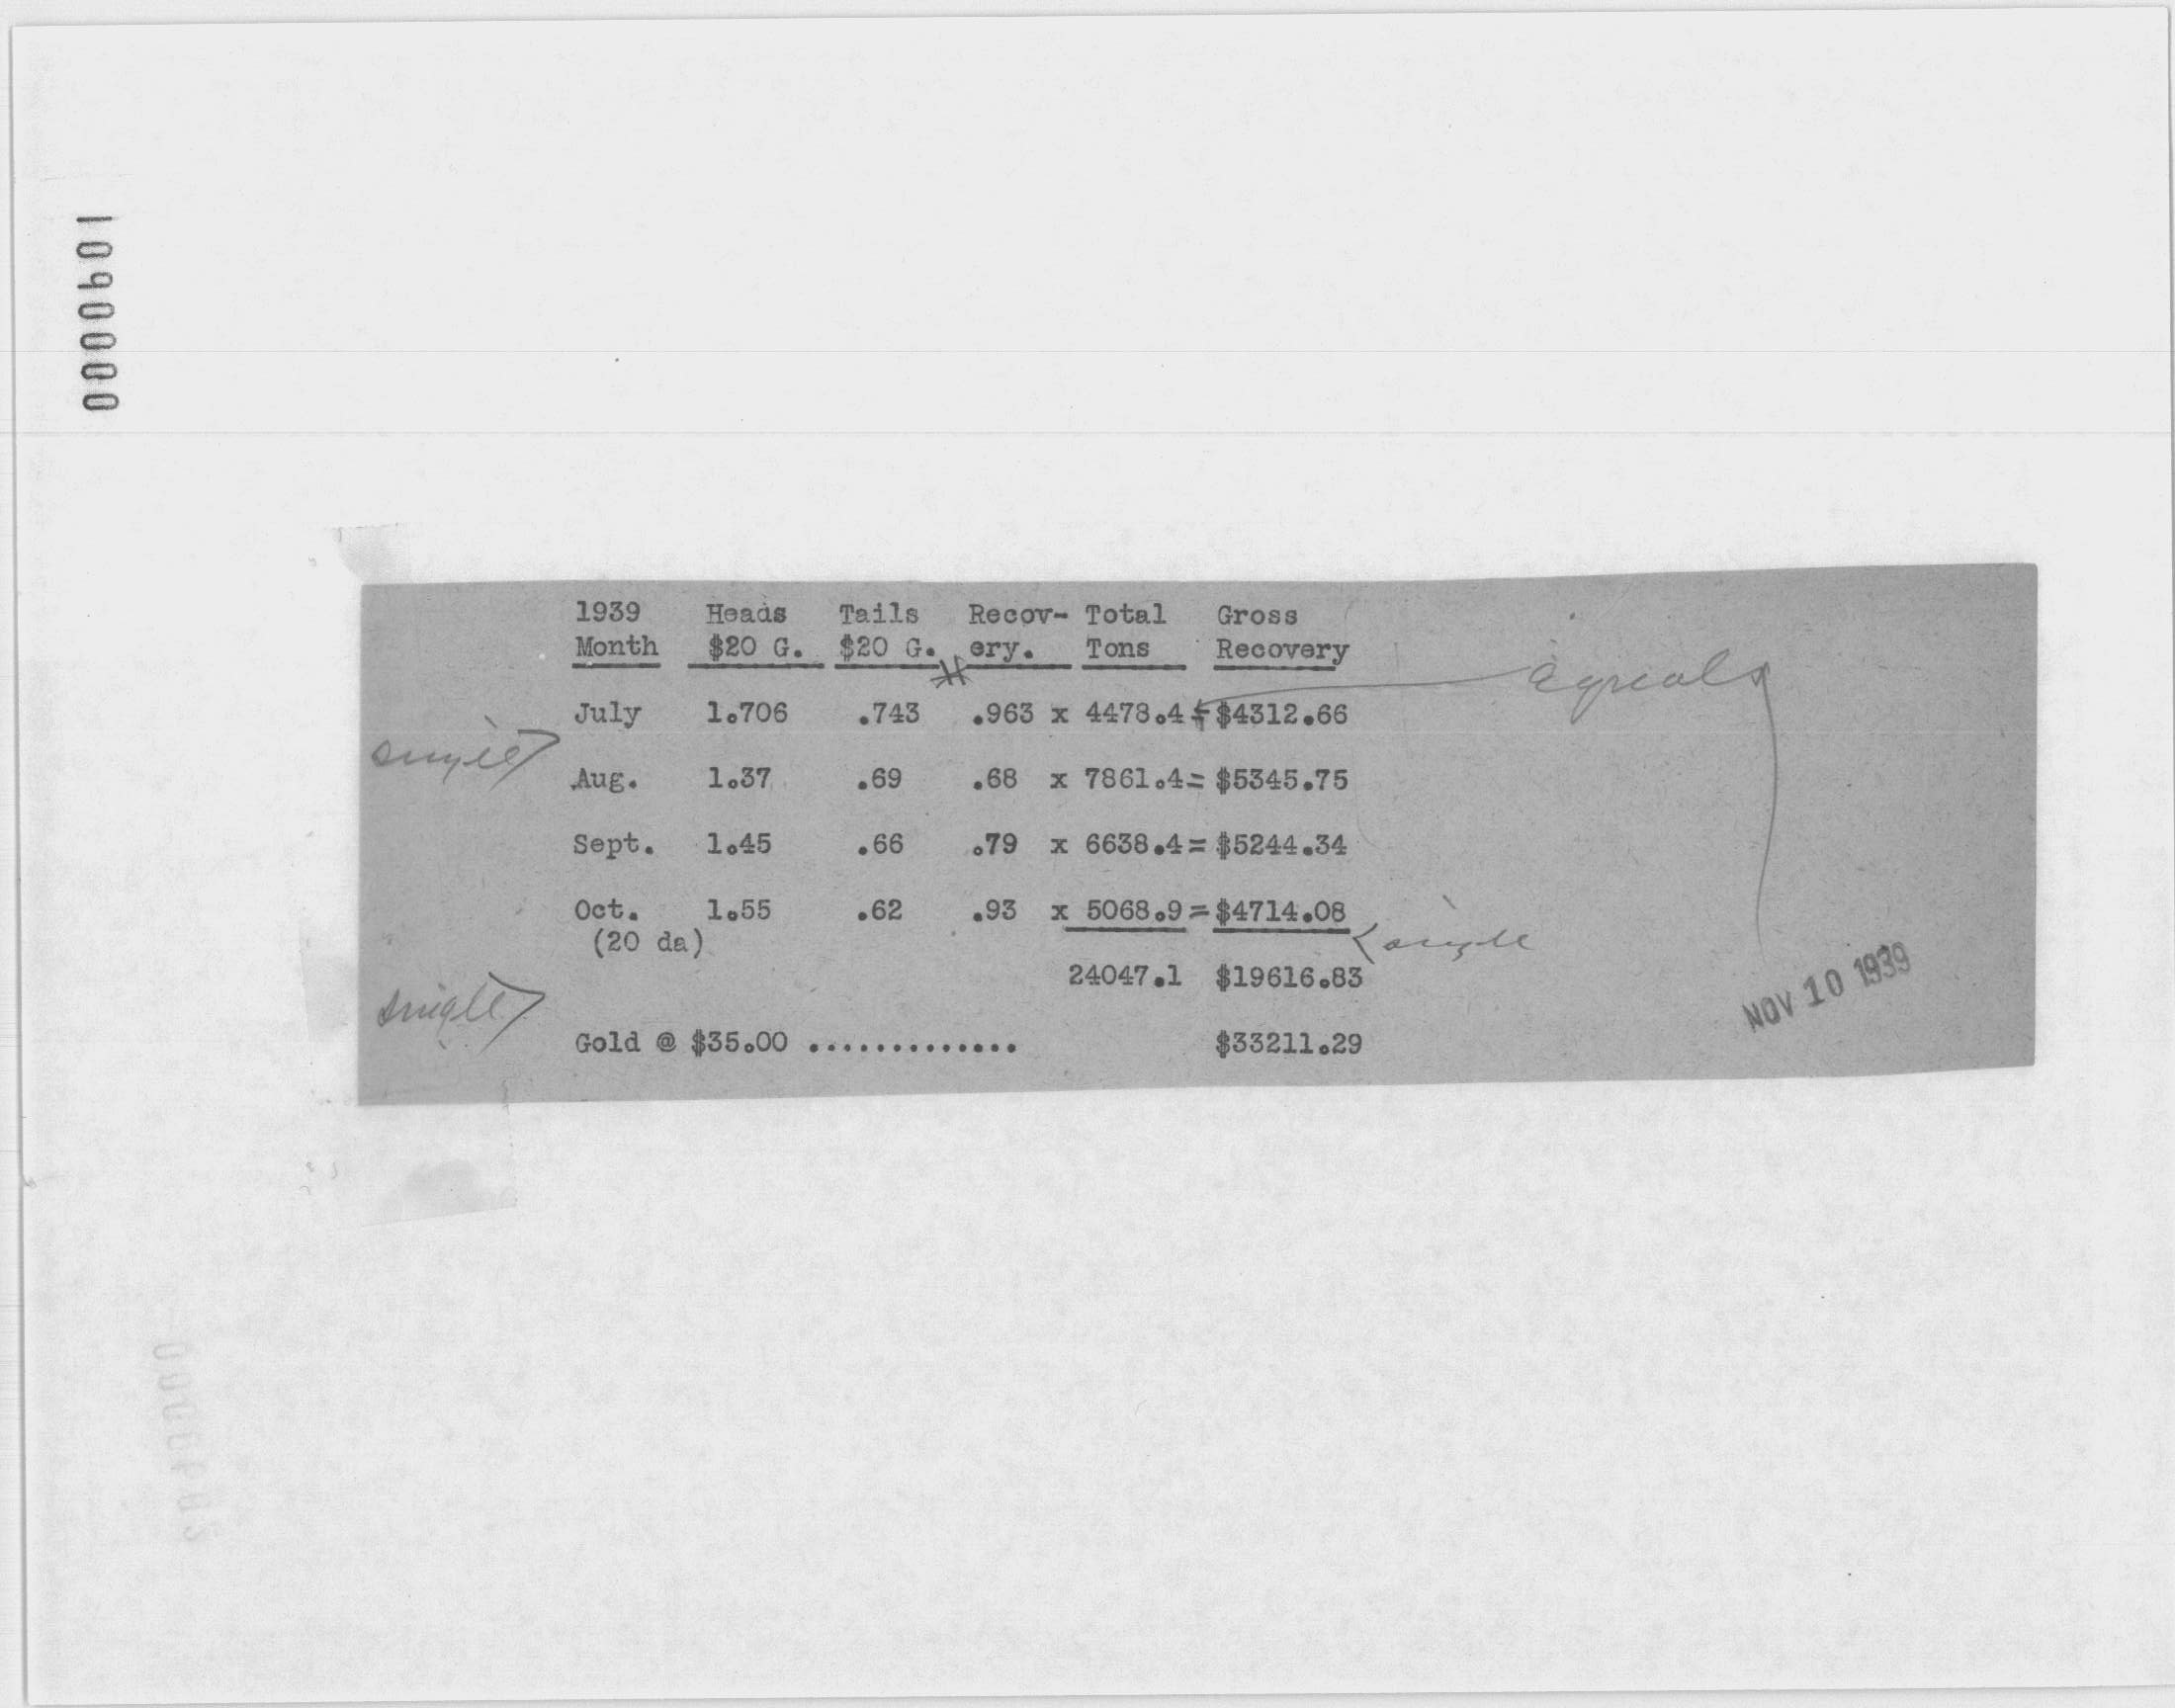 1060000
1939 Heads Tails Recov- Total Gross
Month $20 G. $20 G. ery. Tons Recovery
Equals
July 1.706 .743 .963 x 4478.4 = $4312.66
single
Aug. 1.37 .69 .68 x 7861.4 = $5345.75
Sept. 1.45 .66 .79 x 6638.4 = $5244.34
Oct. 1.55 .62 .93 x 5068.9 = $4714.08
(20 da)
single
24047.1 $19616.83
NOV 10 1939
single
Gold @ $35.00 ............. $33211.29